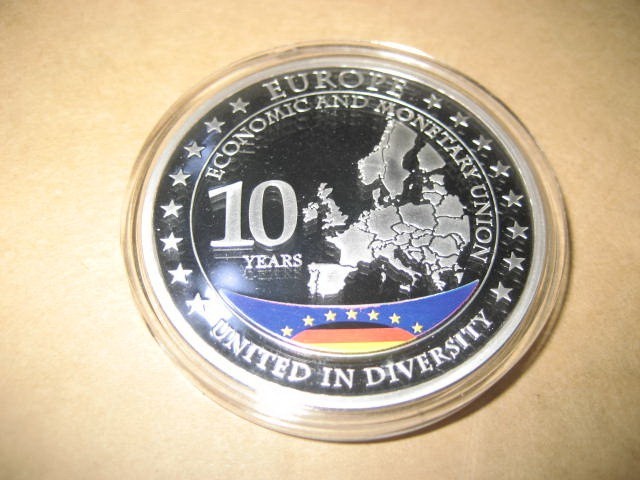 EUROPE
ECONOMIC AND MONETARY UNION
10
YEARS
UNITED IN DIVERSITY